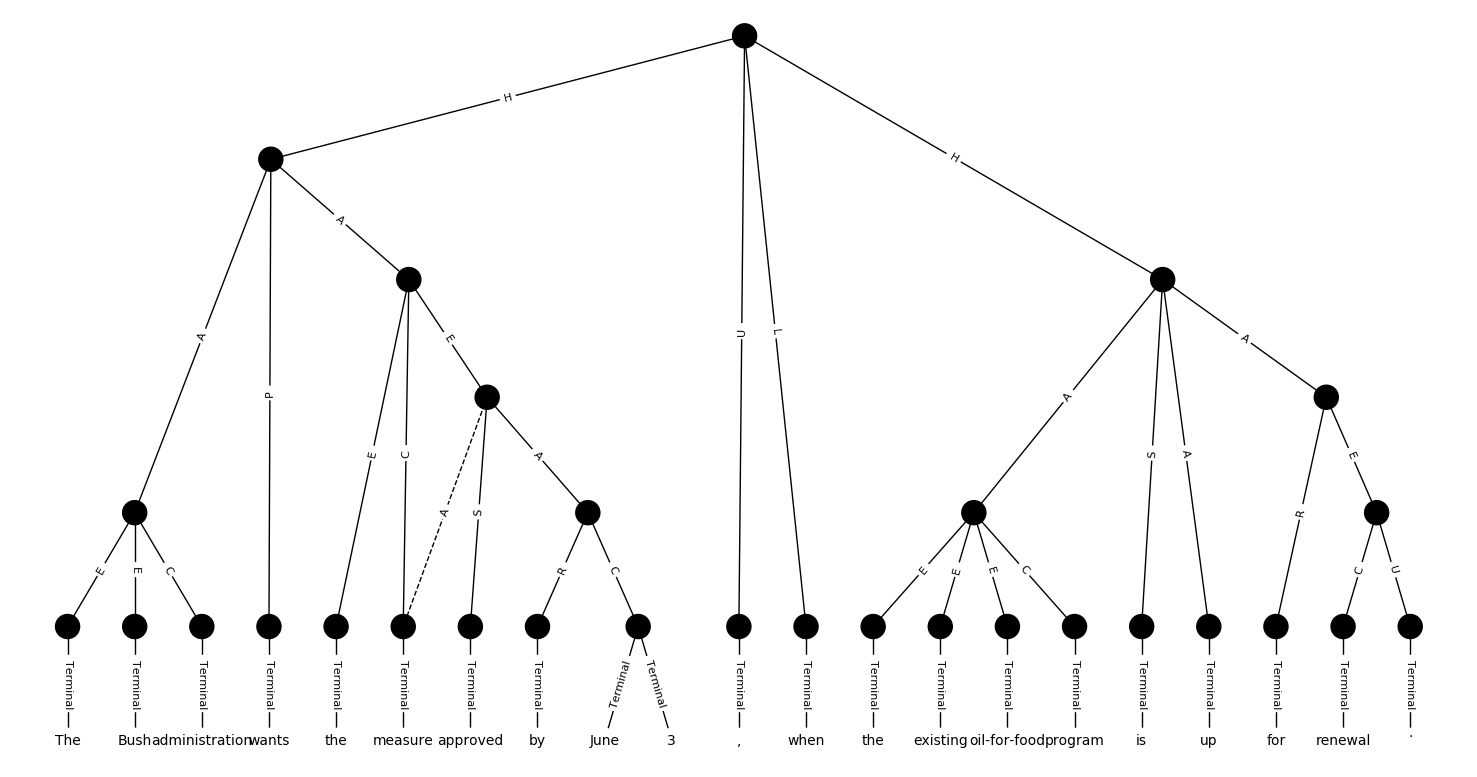 H
H
A
A
U
L
P
A
E
A
A
E
C
E
A
S
A
S
A
R
E
E
E
C
R
C
E
E
E
C
C
U
Terminal Terminal Terminal Terminal Terminal Terminal Terminal Terminal Terminal Terminal Terminal Terminal Terminal Terminal Terminal Terminal Terminal Terminal Terminal Terminal Terminal
The Bush administration wants the measure approved by June 3 , when the existing oil-for-food program is up for renewal .